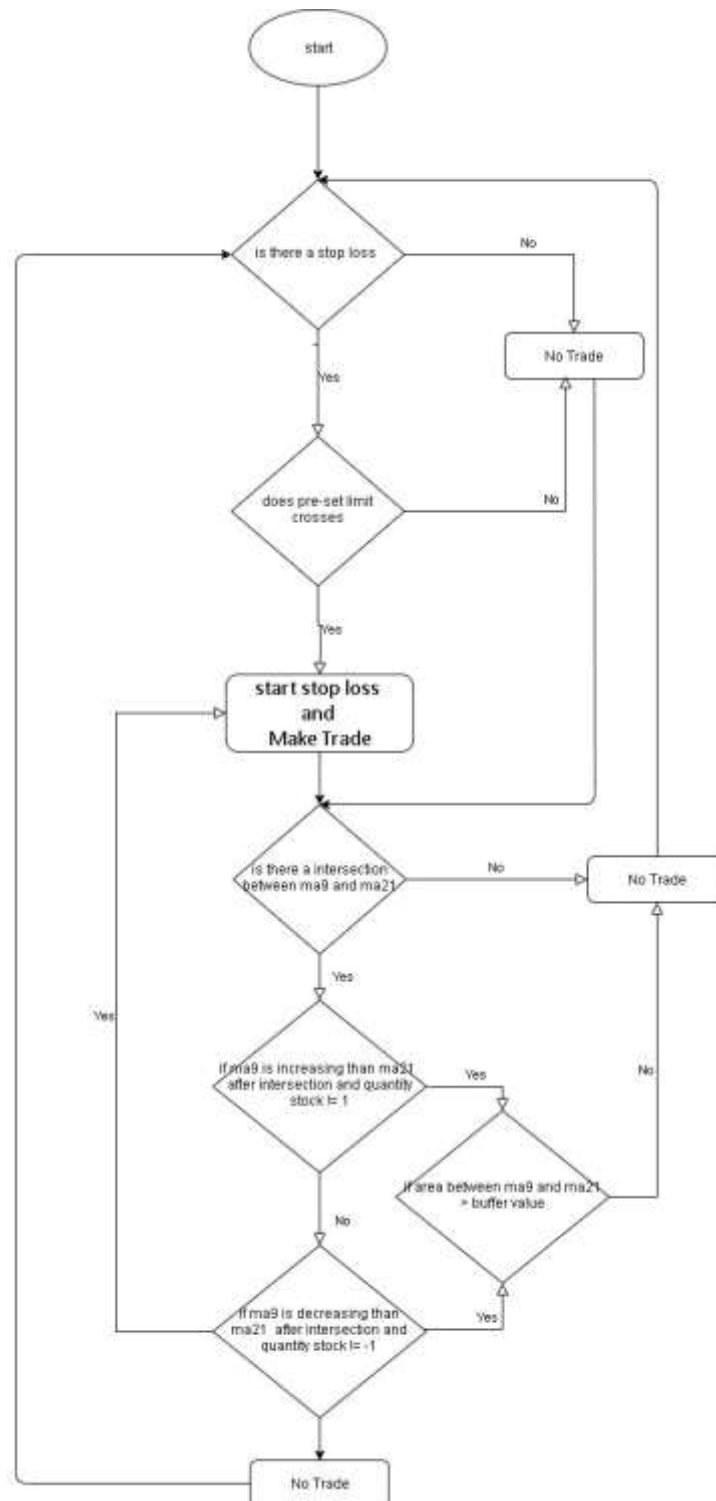 start
is there a stop loss
No
No Trade
Yes
does pre-set limit
crosses
No
Yes
start stop loss
and
Make Trade
is there a intersection
between ma9 and ma21
No
No Trade
Yes
Yes
if ma9 is increasing than ma21
after intersection and quantity
stock != 1
Yes
No
if area between ma9 and ma21
> buffer value
No
If ma9 is decreasing than
ma21 after intersection and
quantity stock != -1
Yes
No Trade